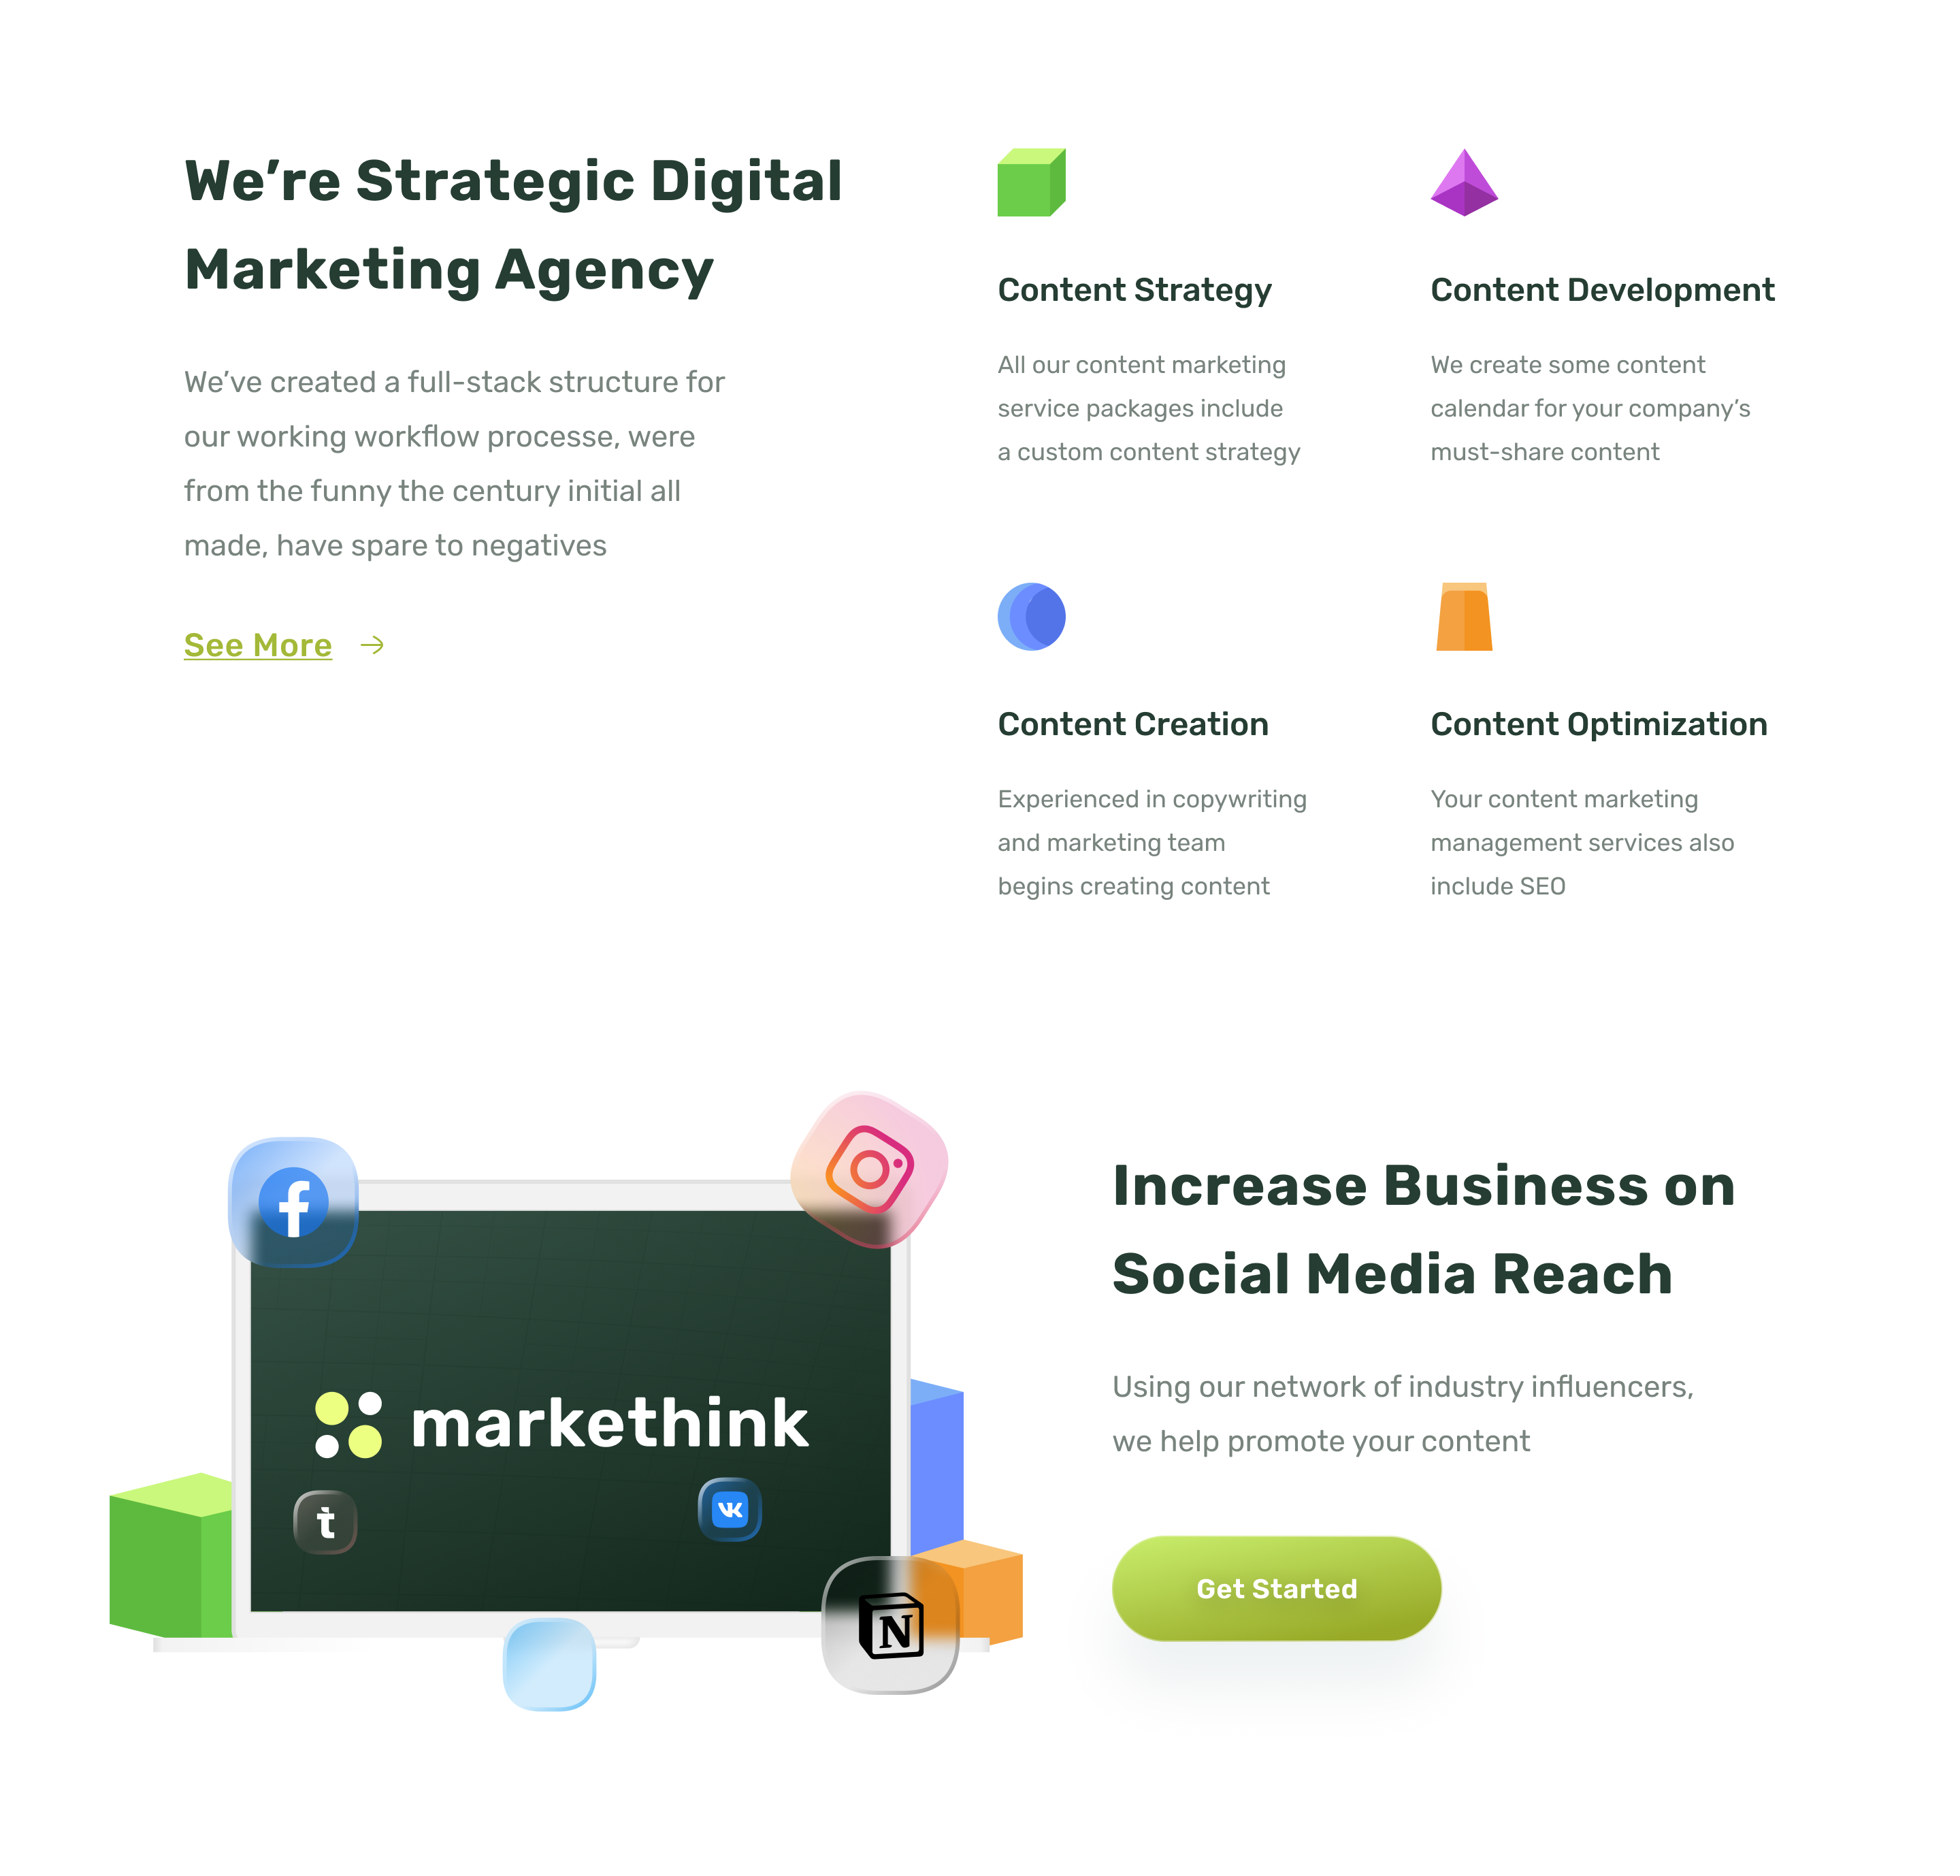 We’re Strategic Digital
Marketing Agency
We’ve created a full-stack structure for
our working workflow processe, were
from the funny the century initial all
made, have spare to negatives
See More
Content Strategy
All our content marketing
service packages include
a custom content strategy
Content Development
We create some content
calendar for your company’s
must-share content
Content Creation
Experienced in copywriting
and marketing team
begins creating content
Content Optimization
Your content marketing
management services also
include SEO
markethink
Increase Business on
Social Media Reach
Using our network of industry influencers,
we help promote your content
Get Started